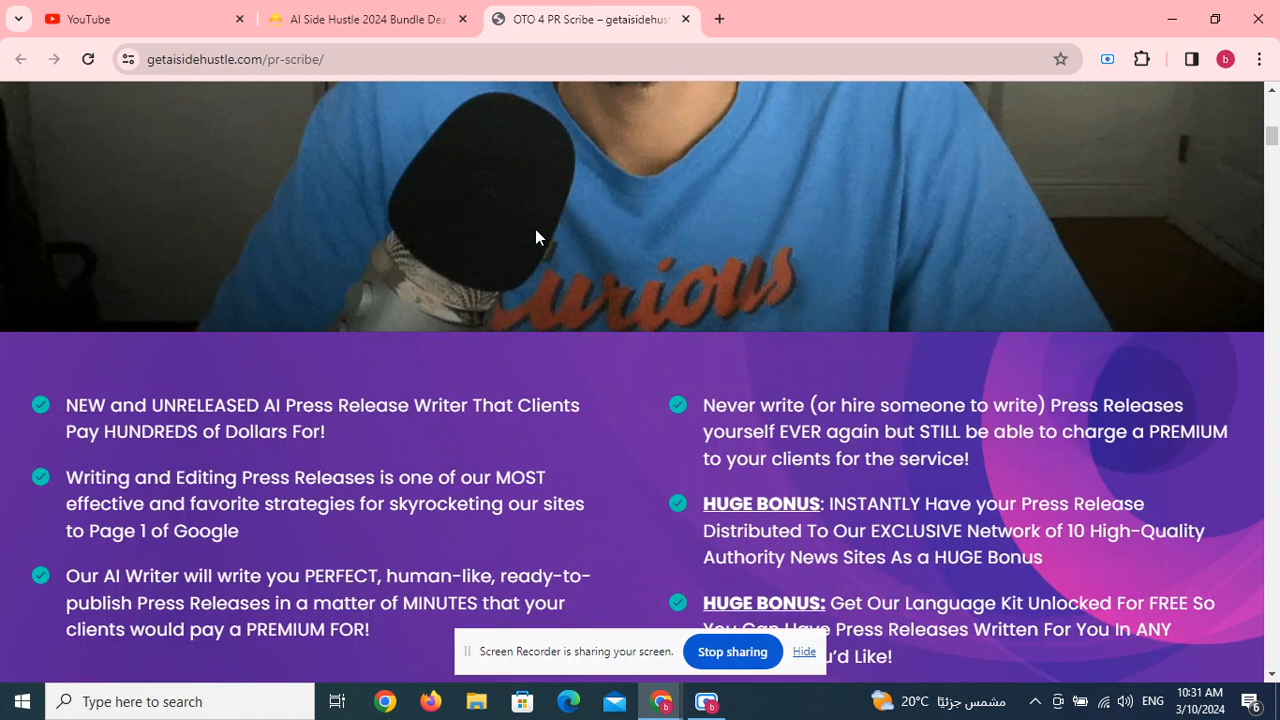 YouTube
AI Side Hustle 2024 Bundle Dea
OTO 4 PR Scribe – getaisidehust
getaisidehustle.com/pr-scribe/
b
urious
NEW and UNRELEASED AI Press Release Writer That Clients
Pay HUNDREDS of Dollars For!
Writing and Editing Press Releases is one of our MOST
effective and favorite strategies for skyrocketing our sites
to Page 1 of Google
Our AI Writer will write you PERFECT, human-like, ready-to-
publish Press Releases in a matter of MINUTES that your
clients would pay a PREMIUM FOR!
Never write (or hire someone to write) Press Releases
yourself EVER again but STILL be able to charge a PREMIUM
to your clients for the service!
HUGE BONUS: INSTANTLY Have your Press Release
Distributed To Our EXCLUSIVE Network of 10 High-Quality
Authority News Sites As a HUGE Bonus
HUGE BONUS: Get Our Language Kit Unlocked For FREE So
You Can Have Press Releases Written For You In ANY
u'd Like!
Screen Recorder is sharing your screen.
Stop sharing
Hide
Type here to search
b
b
20°C
مشمس جزئيًا
ENG
10:31 AM
3/10/2024
6